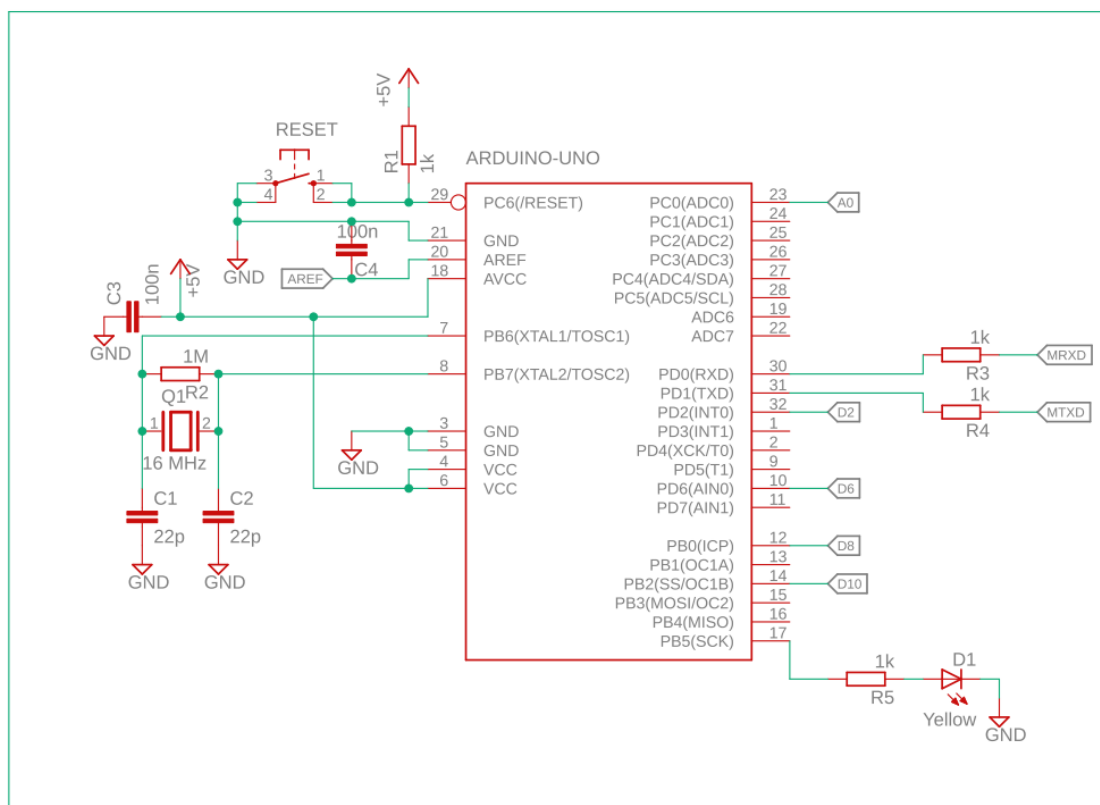 +5V
RESET
R1
1k
ARDUINO-UNO
3
1
4
2
29
PC6(/RESET)
PC0(ADC0)
23
A0
PC1(ADC1)
24
100n
21
GND
PC2(ADC2)
25
20
AREF
PC3(ADC3)
26
GND
AREF
C4
18
AVCC
PC4(ADC4/SDA)
27
C3
100n
+5V
PC5(ADC5/SCL)
28
ADC6
19
GND
7
PB6(XTAL1/TOSC1)
ADC7
22
1M
R2
8
PB7(XTAL2/TOSC2)
PD0(RXD)
30
1k
R3
MRXD
PD1(TXD)
31
1k
R4
MTXD
Q1
1
2
16 MHz
PD2(INT0)
32
D2
3
GND
PD3(INT1)
1
5
GND
PD4(XCK/T0)
2
GND
4
VCC
PD5(T1)
9
6
VCC
PD6(AIN0)
10
D6
PD7(AIN1)
11
C1
22p
C2
22p
GND
GND
PB0(ICP)
12
D8
PB1(OC1A)
13
PB2(SS/OC1B)
14
D10
PB3(MOSI/OC2)
15
PB4(MISO)
16
PB5(SCK)
17
1k
R5
D1
Yellow
GND